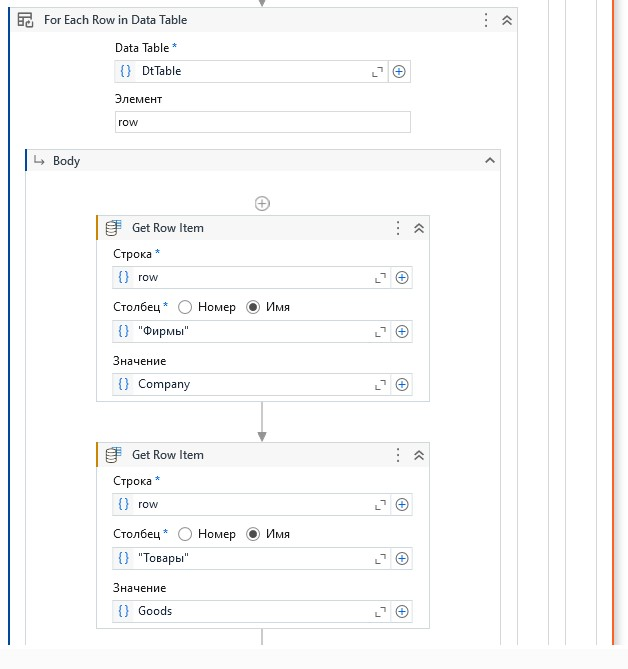 For Each Row in Data Table
Data Table *
{} DtTable
Элемент
row
Body
Get Row Item
Строка *
{} row
Столбец * Номер Имя
{} "Фирмы"
Значение
{} Company
Get Row Item
Строка *
{} row
Столбец * Номер Имя
{} "Товары"
Значение
{} Goods